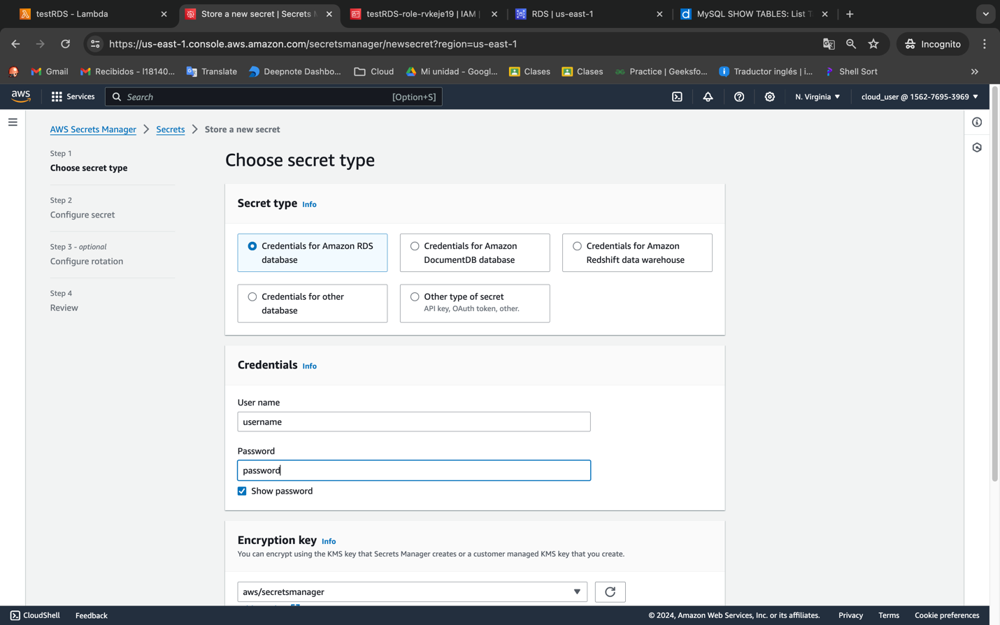 testRDS - Lambda
Store a new secret | Secrets M
testRDS-role-rvkeje19 | IAM |
RDS | us-east-1
MySQL SHOW TABLES: List T
https://us-east-1.console.aws.amazon.com/secretsmanager/newsecret?region=us-east-1
Incognito
Gmail
Recibidos - l18140...
Translate
Deepnote Dashbo...
Cloud
Mi unidad - Googl...
Clases
Clases
Practice | Geeksfo...
Traductor inglés | i...
Shell Sort
aws
Services
Search
[Option+S]
N. Virginia
cloud_user @ 1562-7695-3969
AWS Secrets Manager
Secrets
Store a new secret
Step 1
Choose secret type
Step 2
Configure secret
Step 3 - optional
Configure rotation
Step 4
Review
Choose secret type
Secret type Info
Credentials for Amazon RDS
database
Credentials for Amazon
DocumentDB database
Credentials for Amazon
Redshift data warehouse
Credentials for other
database
Other type of secret
API key, OAuth token, other.
Credentials Info
User name
username
Password
password
Show password
Encryption key Info
You can encrypt using the KMS key that Secrets Manager creates or a customer managed KMS key that you create.
aws/secretsmanager
CloudShell
Feedback
© 2024, Amazon Web Services, Inc. or its affiliates.
Privacy
Terms
Cookie preferences